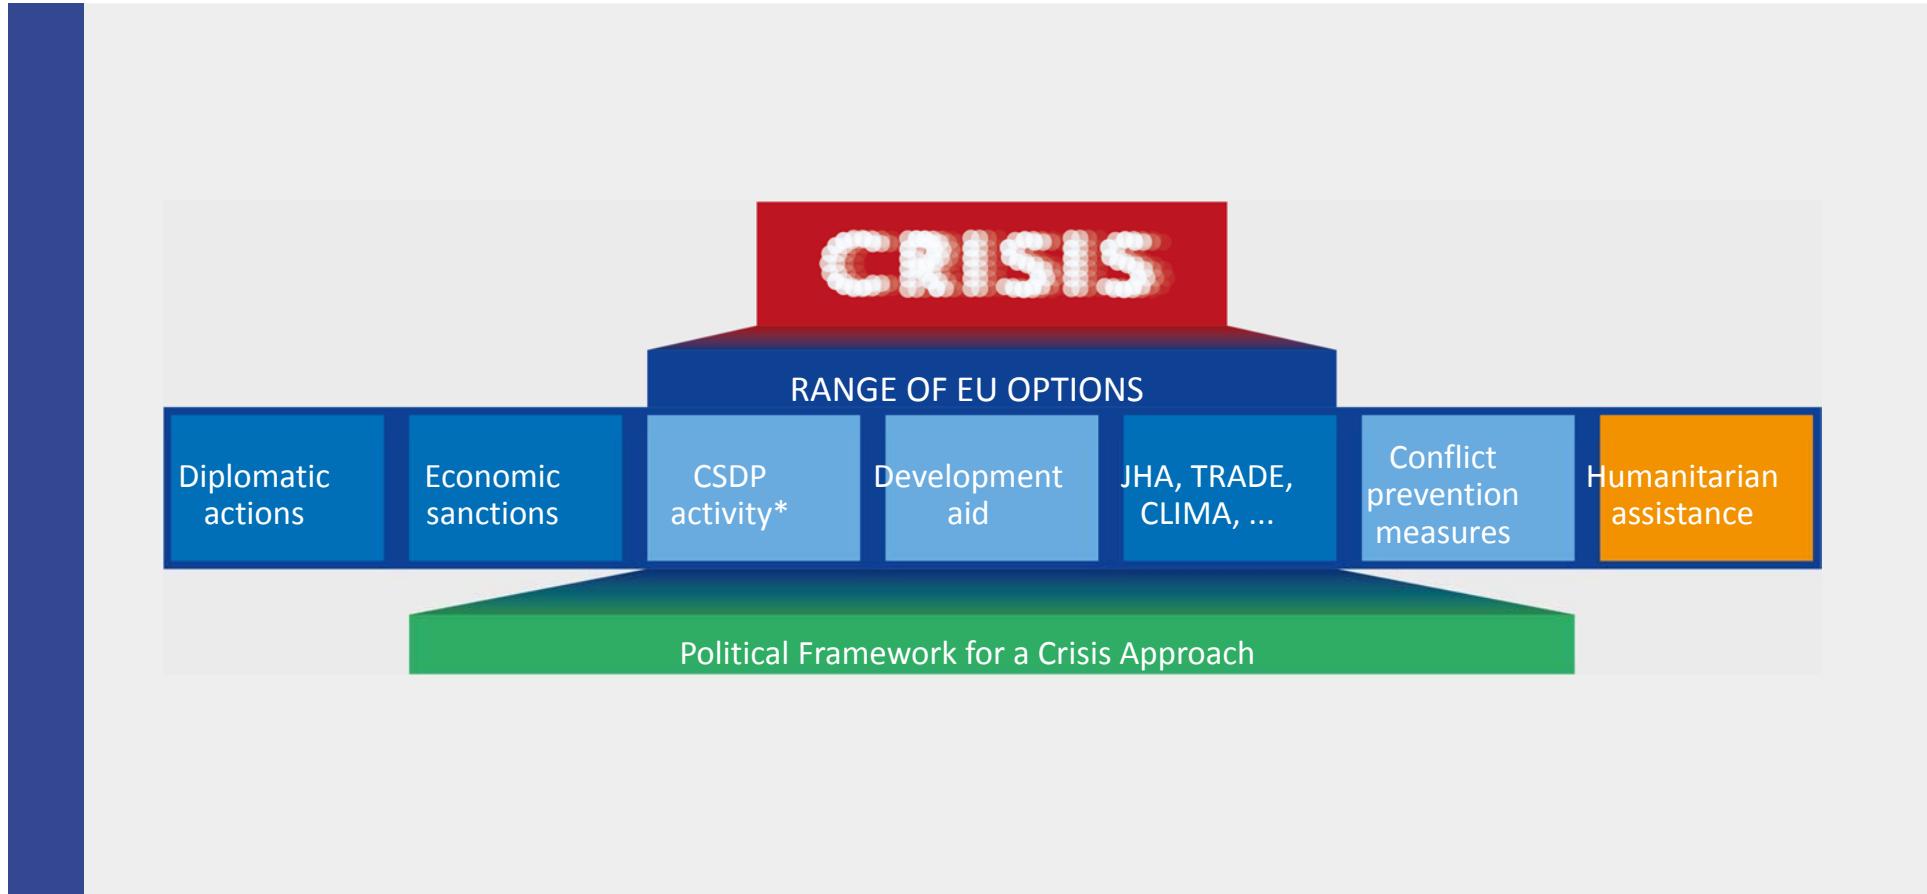 CRISIS
RANGE OF EU OPTIONS
Diplomatic
actions
Economic
sanctions
CSDP
activity*
Development
aid
JHA, TRADE,
CLIMA, ...
Conflict
prevention
measures
Humanitarian
assistance
Political Framework for a Crisis Approach